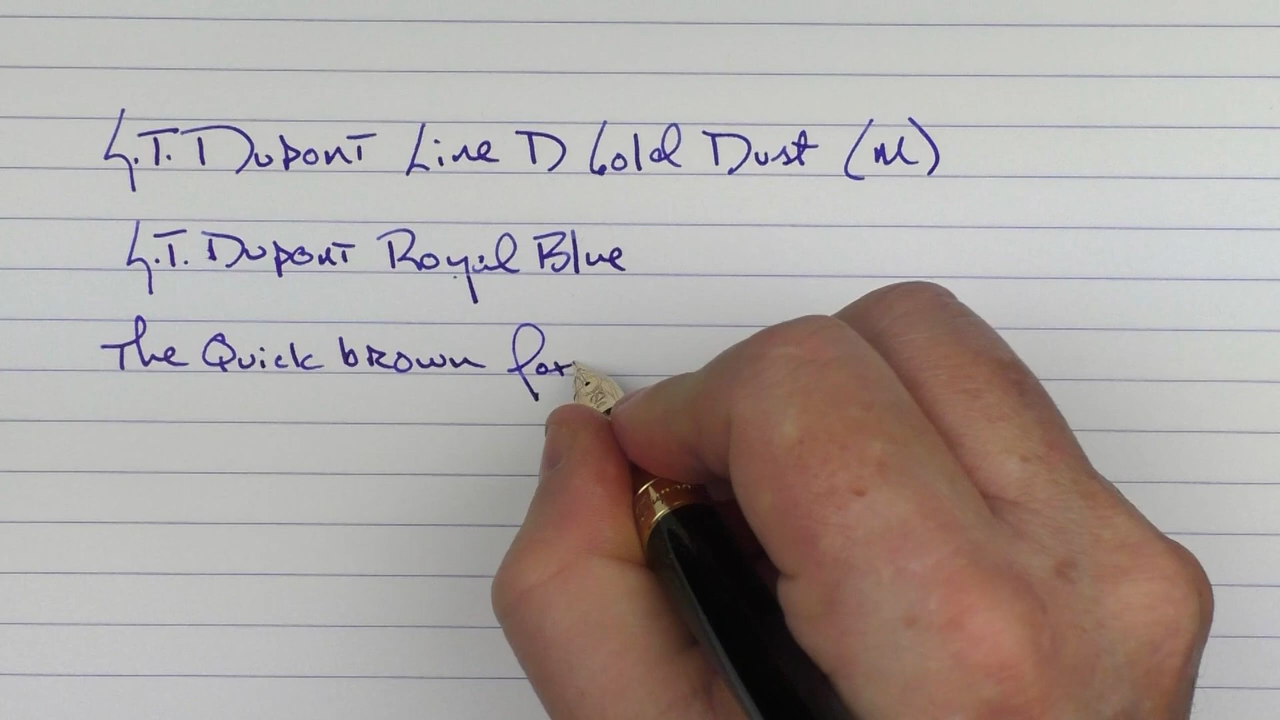 S.T. Dupont Line D Gold Dust (M)
S.T. Dupont Royal Blue
The Quick brown fox